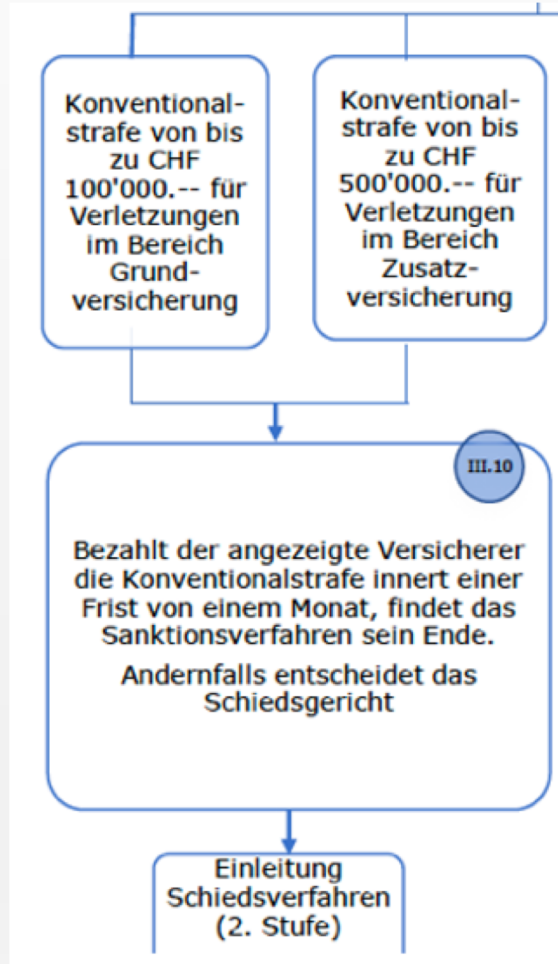 Konventional-
strafe von bis
zu CHF
100'000.-- für
Verletzungen
im Bereich
Grund-
versicherung
Konventional-
strafe von bis
zu CHF
500'000.-- für
Verletzungen
im Bereich
Zusatz-
versicherung
III.10
Bezahlt der angezeigte Versicherer
die Konventionalstrafe innert einer
Frist von einem Monat, findet das
Sanktionsverfahren sein Ende.
Andernfalls entscheidet das
Schiedsgericht
Einleitung
Schiedsverfahren
(2. Stufe)